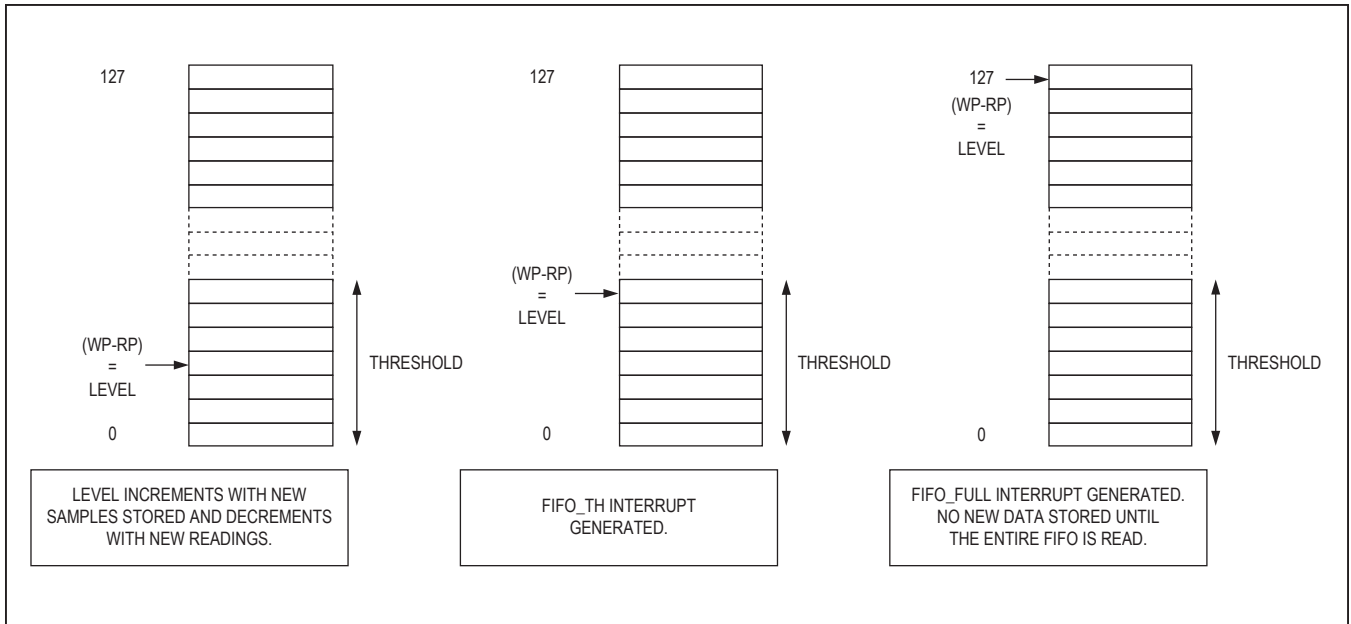 127
(WP-RP)
=
LEVEL
0
THRESHOLD
LEVEL INCREMENTS WITH NEW
SAMPLES STORED AND DECREMENTS
WITH NEW READINGS.
127
(WP-RP)
=
LEVEL
0
THRESHOLD
FIFO_TH INTERRUPT
GENERATED.
127
(WP-RP)
=
LEVEL
0
THRESHOLD
FIFO_FULL INTERRUPT GENERATED.
NO NEW DATA STORED UNTIL
THE ENTIRE FIFO IS READ.